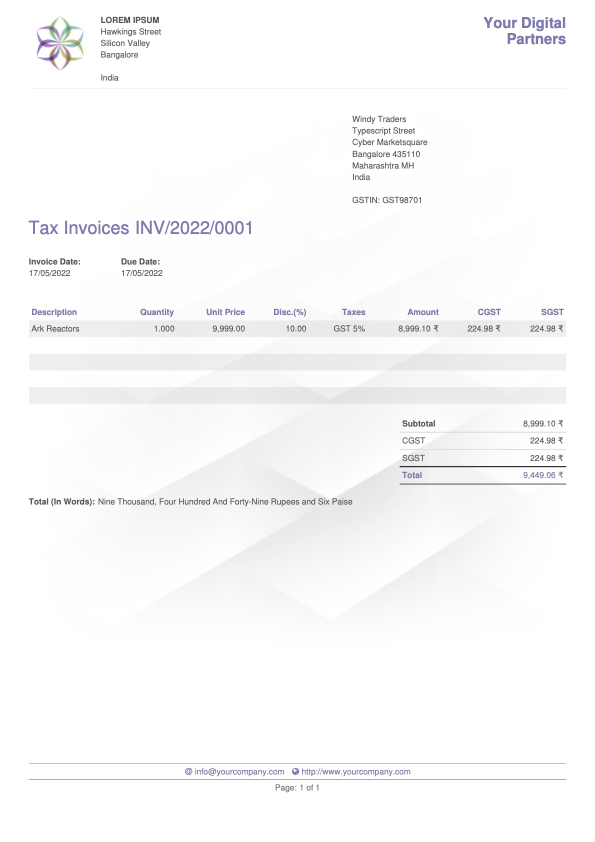 LOREM IPSUM
Hawkings Street
Silicon Valley
Bangalore
India
Your Digital
Partners
Windy Traders
Typescript Street
Cyber Marketsquare
Bangalore 435110
Maharashtra MH
India
GSTIN: GST98701
Tax Invoices INV/2022/0001
Invoice Date: Due Date:
17/05/2022 17/05/2022
Description Quantity Unit Price Disc.(%) Taxes Amount CGST SGST
Ark Reactors 1.000 9,999.00 10.00 GST 5% 8,999.10 ₹ 224.98 ₹ 224.98 ₹
Subtotal 8,999.10 ₹
CGST 224.98 ₹
SGST 224.98 ₹
Total 9,449.06 ₹
Total (In Words): Nine Thousand, Four Hundred And Forty-Nine Rupees and Six Paise
info@yourcompany.com http://www.yourcompany.com
Page: 1 of 1